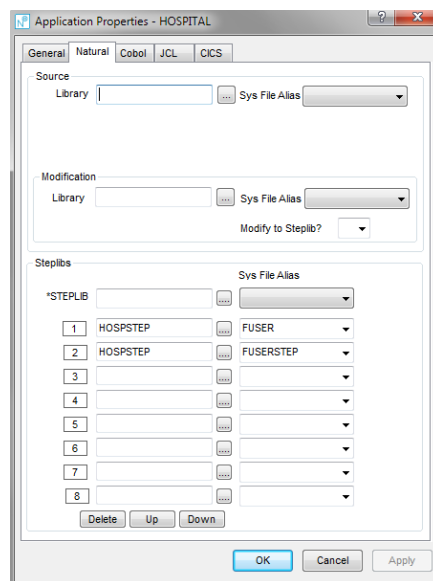 Application Properties - HOSPITAL
General Natural Cobol JCL CICS
Source
Library ... Sys File Alias
Modification
Library ... Sys File Alias
Modify to Steplib?
Steplibs
Sys File Alias
*STEPLIB ....
1 HOSPSTEP .... FUSER
2 HOSPSTEP .... FUSERSTEP
3 ....
4 ....
5 ....
6 ....
7 ....
8 ....
Delete Up Down
OK Cancel Apply